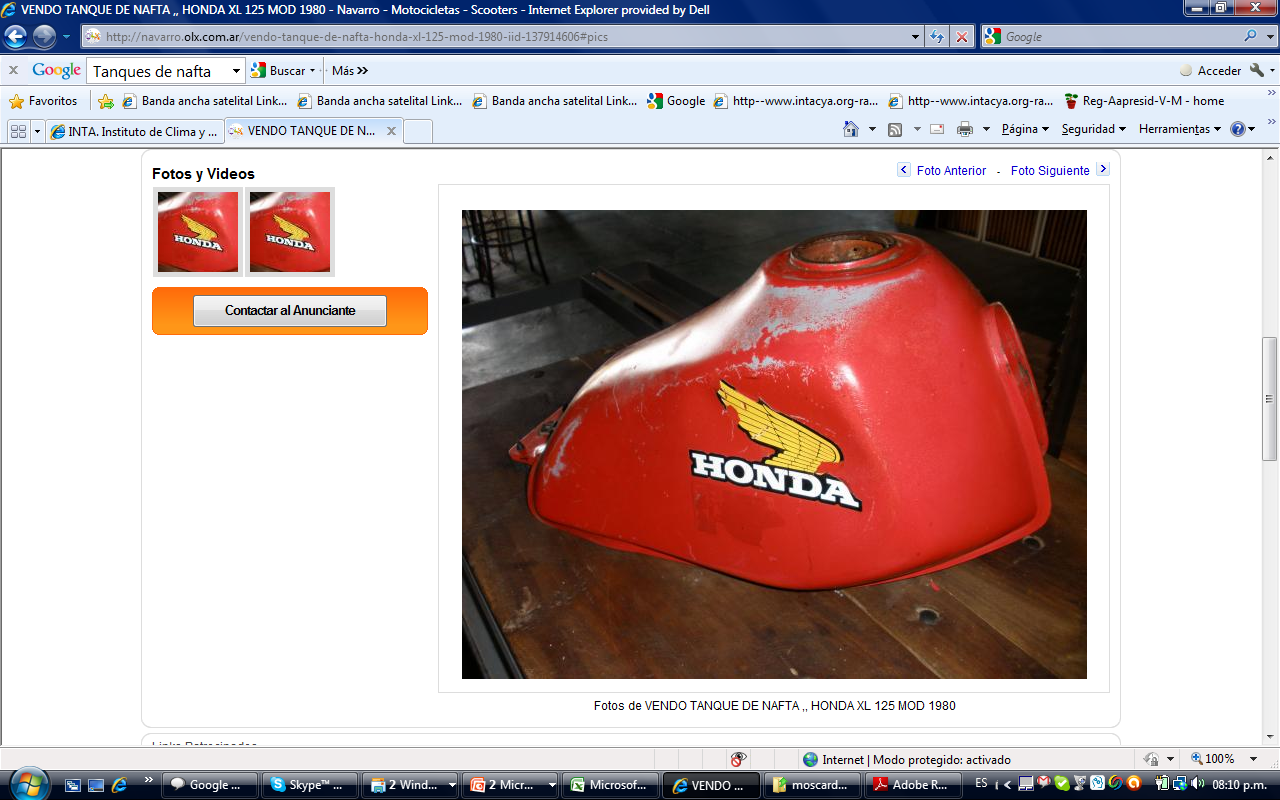 VENDO TANQUE DE NAFTA ,, HONDA XL 125 MOD 1980 - Navarro - Motocicletas - Scooters - Internet Explorer provided by Dell
http://navarro.olx.com.ar/vendo-tanque-de-nafta-honda-xl-125-mod-1980-iid-137914606#pics
Google
x Google Tanques de nafta Buscar Más >> Acceder
Favoritos Banda ancha satelital Link... Banda ancha satelital Link... Banda ancha satelital Link... Google http--www.intacya.org-ra... http--www.intacya.org-ra... Reg-Aapresid-V-M - home
INTA. Instituto de Clima y ... VENDO TANQUE DE N... Página Seguridad Herramientas
Fotos y Videos
Foto Anterior - Foto Siguiente
HONDA HONDA
Contactar al Anunciante
HONDA
Fotos de VENDO TANQUE DE NAFTA ,, HONDA XL 125 MOD 1980
Internet | Modo protegido: activado 100%
Google ... Skype™ ... 2 Wind... 2 Micr... Microsof... VENDO ... moscard... Adobe R... ES 08:10 p.m.